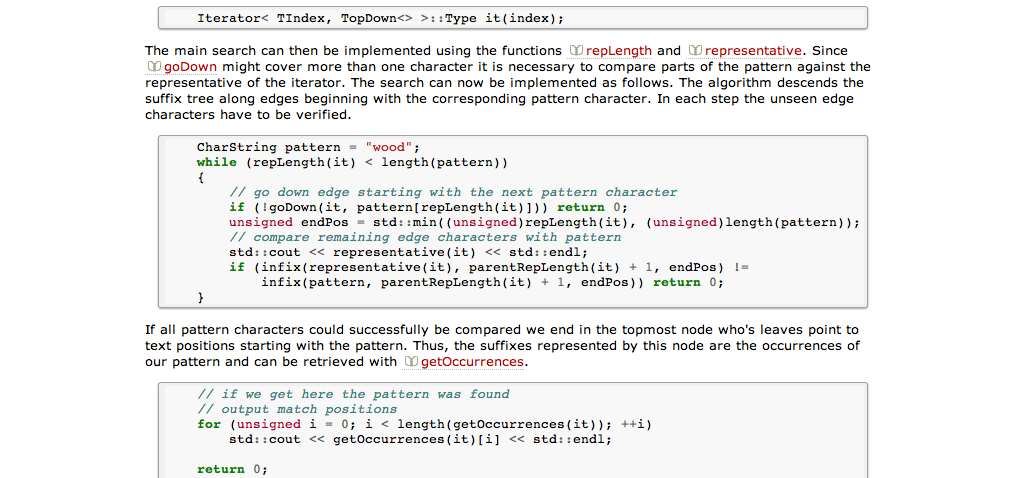 Iterator< TIndex, TopDown<> >::Type it(index);
The main search can then be implemented using the functions repLength and representative. Since
goDown might cover more than one character it is necessary to compare parts of the pattern against the
representative of the iterator. The search can now be implemented as follows. The algorithm descends the
suffix tree along edges beginning with the corresponding pattern character. In each step the unseen edge
characters have to be verified.
CharString pattern = "wood";
while (repLength(it) < length(pattern))
{
// go down edge starting with the next pattern character
if (!goDown(it, pattern[repLength(it)])) return 0;
unsigned endPos = std::min((unsigned)repLength(it), (unsigned)length(pattern));
// compare remaining edge characters with pattern
std::cout << representative(it) << std::endl;
if (infix(representative(it), parentRepLength(it) + 1, endPos) !=
infix(pattern, parentRepLength(it) + 1, endPos)) return 0;
}
If all pattern characters could successfully be compared we end in the topmost node who's leaves point to
text positions starting with the pattern. Thus, the suffixes represented by this node are the occurrences of
our pattern and can be retrieved with getOccurrences.
// if we get here the pattern was found
// output match positions
for (unsigned i = 0; i < length(getOccurrences(it)); ++i)
std::cout << getOccurrences(it)[i] << std::endl;
return 0;